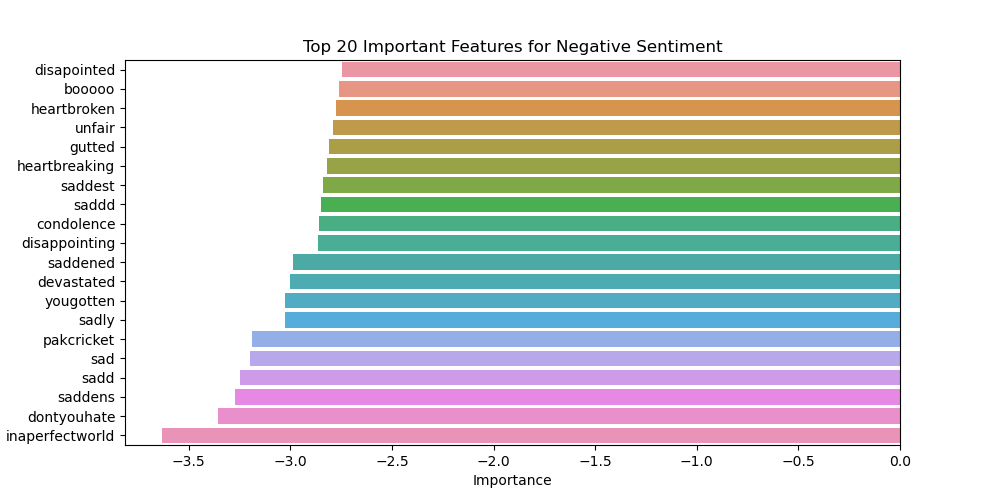 Top 20 Important Features for Negative Sentiment
disapointed
booooo
heartbroken
unfair
gutted
heartbreaking
saddest
saddd
condolence
disappointing
saddened
devastated
yougotten
sadly
pakcricket
sad
sadd
saddens
dontyouhate
inaperfectworld
−3.5 −3.0 −2.5 −2.0 −1.5 −1.0 −0.5 0.0
Importance